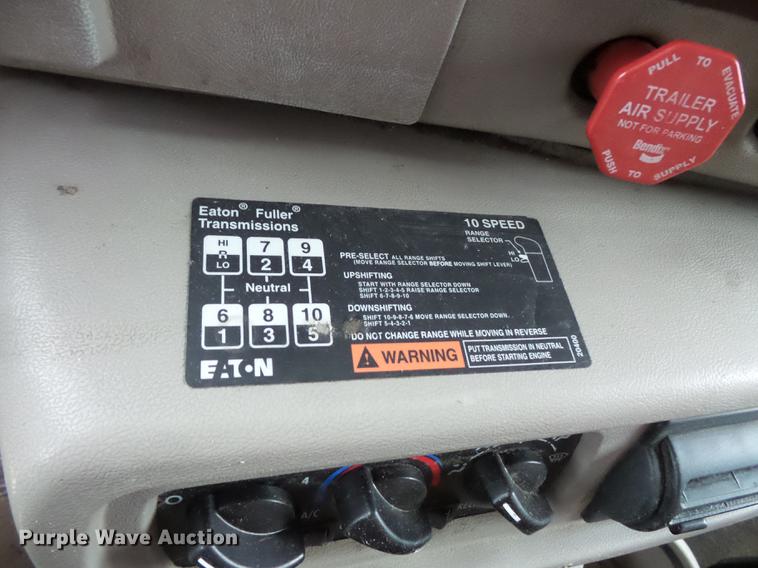 PULL TO EVACUATE
TRAILER
AIR SUPPLY
NOT FOR PARKING
Bendix
PUSH TO SUPPLY
Eaton® Fuller®
Transmissions
10 SPEED
RANGE
SELECTOR
HI
LO
HI 7 9
R 2 4
LO
Neutral
6 8 10
1 3 5
PRE-SELECT ALL RANGE SHIFTS
(MOVE RANGE SELECTOR BEFORE MOVING SHIFT LEVER)
UPSHIFTING
START WITH RANGE SELECTOR DOWN
SHIFT 1-2-3-4-5 RAISE RANGE SELECTOR
SHIFT 6-7-8-9-10
DOWNSHIFTING
SHIFT 10-9-8-7-6 MOVE RANGE SELECTOR DOWN.
SHIFT 5-4-3-2-1
DO NOT CHANGE RANGE WHILE MOVING IN REVERSE
WARNING
PUT TRANSMISSION IN NEUTRAL
BEFORE STARTING ENGINE
20400
EATON
4
A/C
Purple Wave Auction